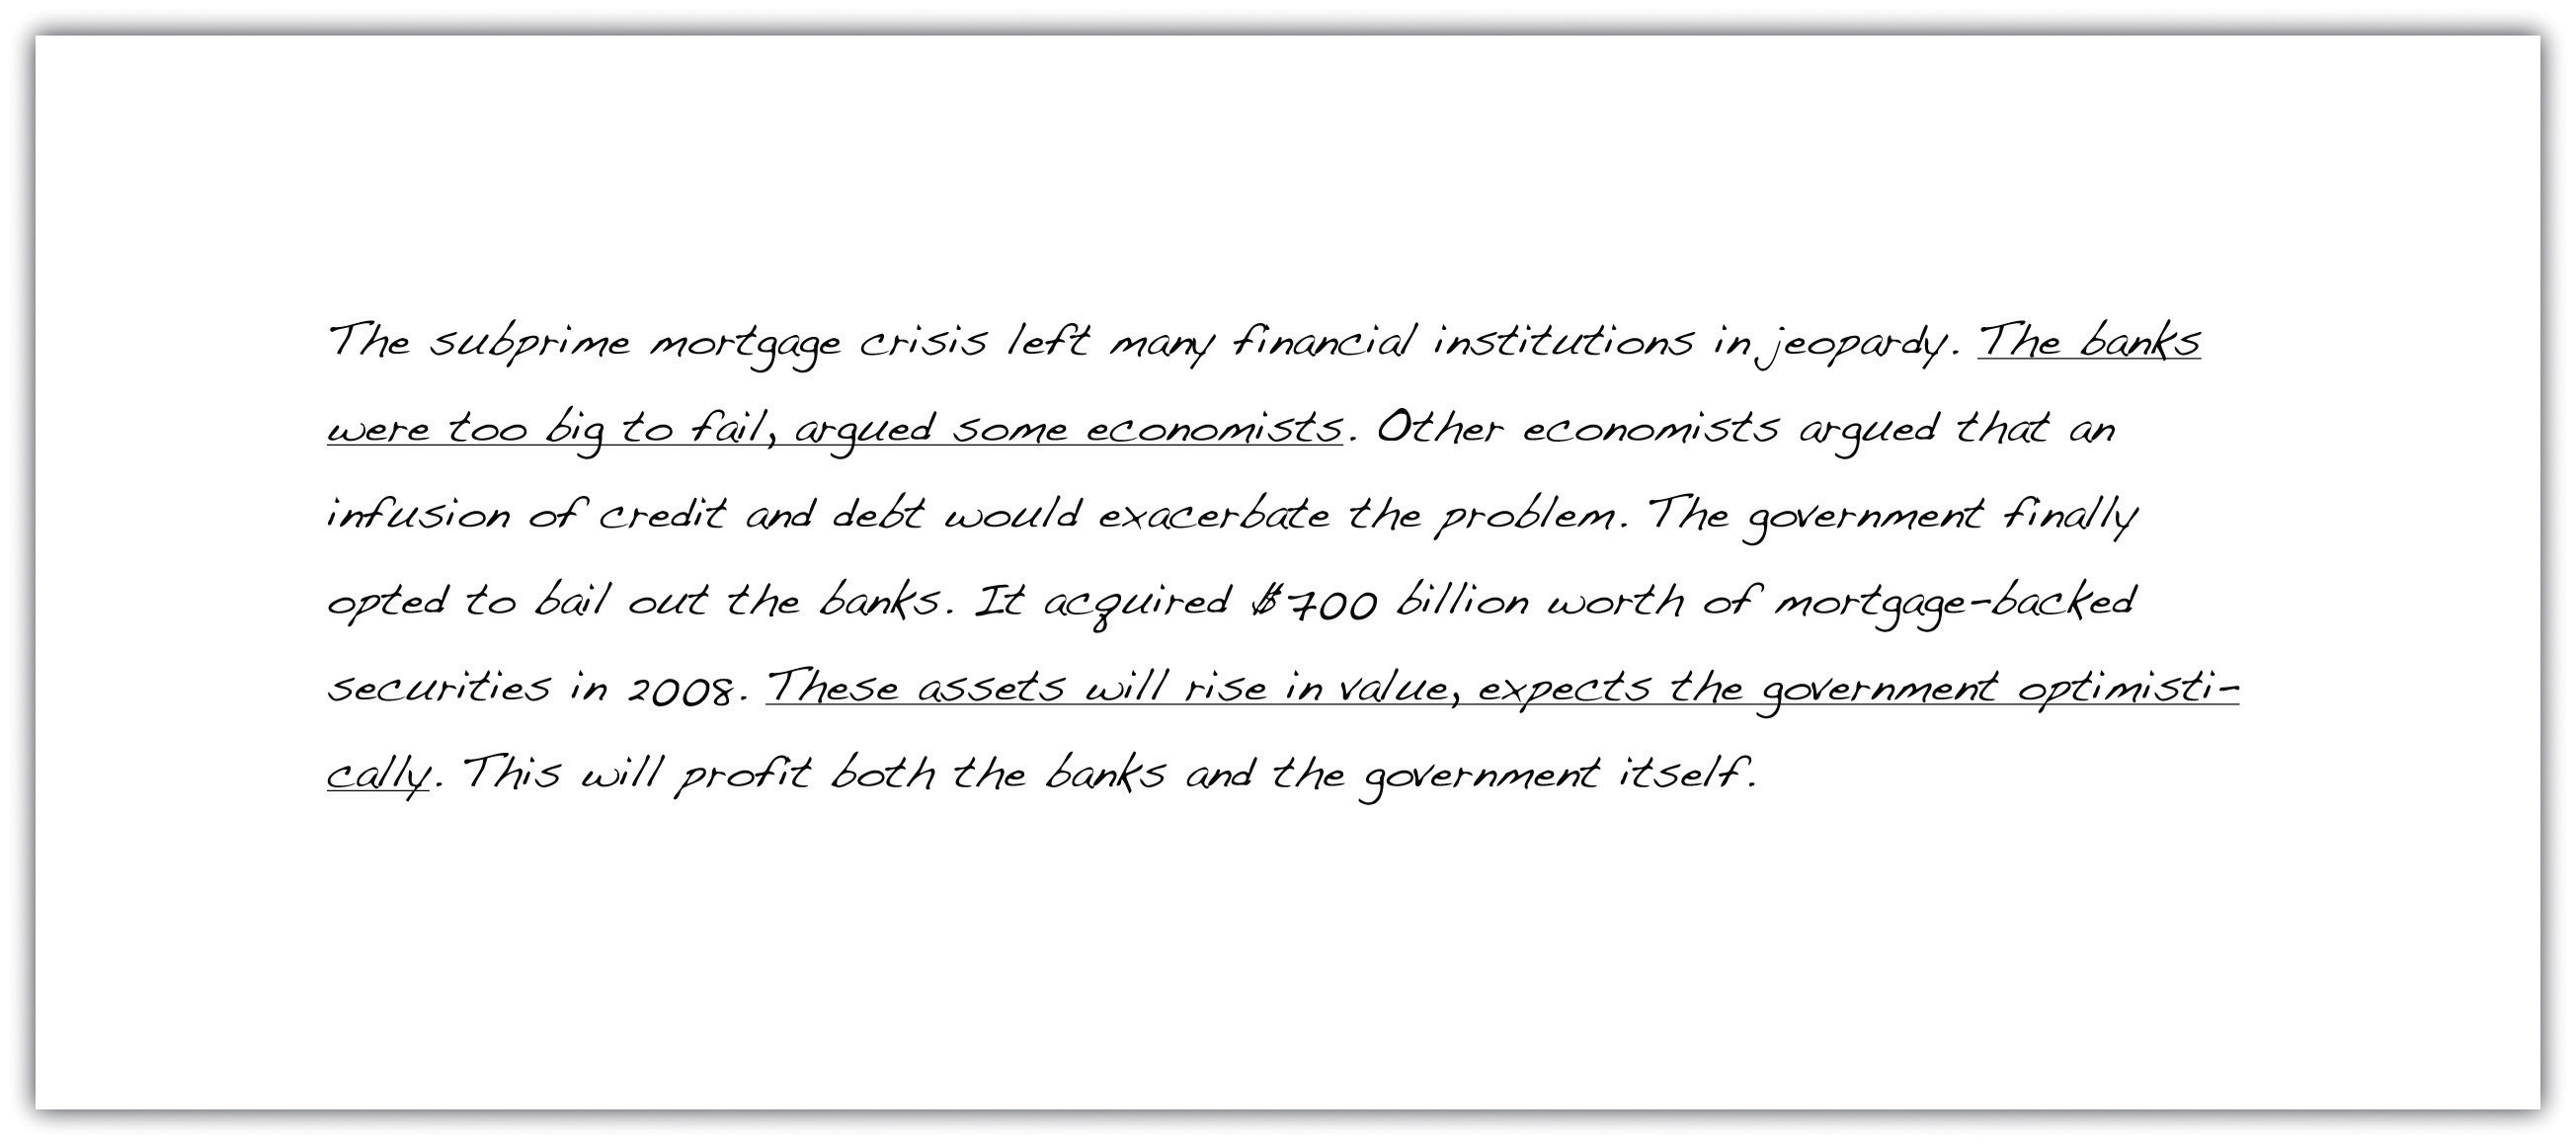 The subprime mortgage crisis left many financial institutions in jeopardy. The banks
were too big to fail, argued some economists. Other economists argued that an
infusion of credit and debt would exacerbate the problem. The government finally
opted to bail out the banks. It acquired $700 billion worth of mortgage-backed
securities in 2008. These assets will rise in value, expects the government optimisti-
cally. This will profit both the banks and the government itself.